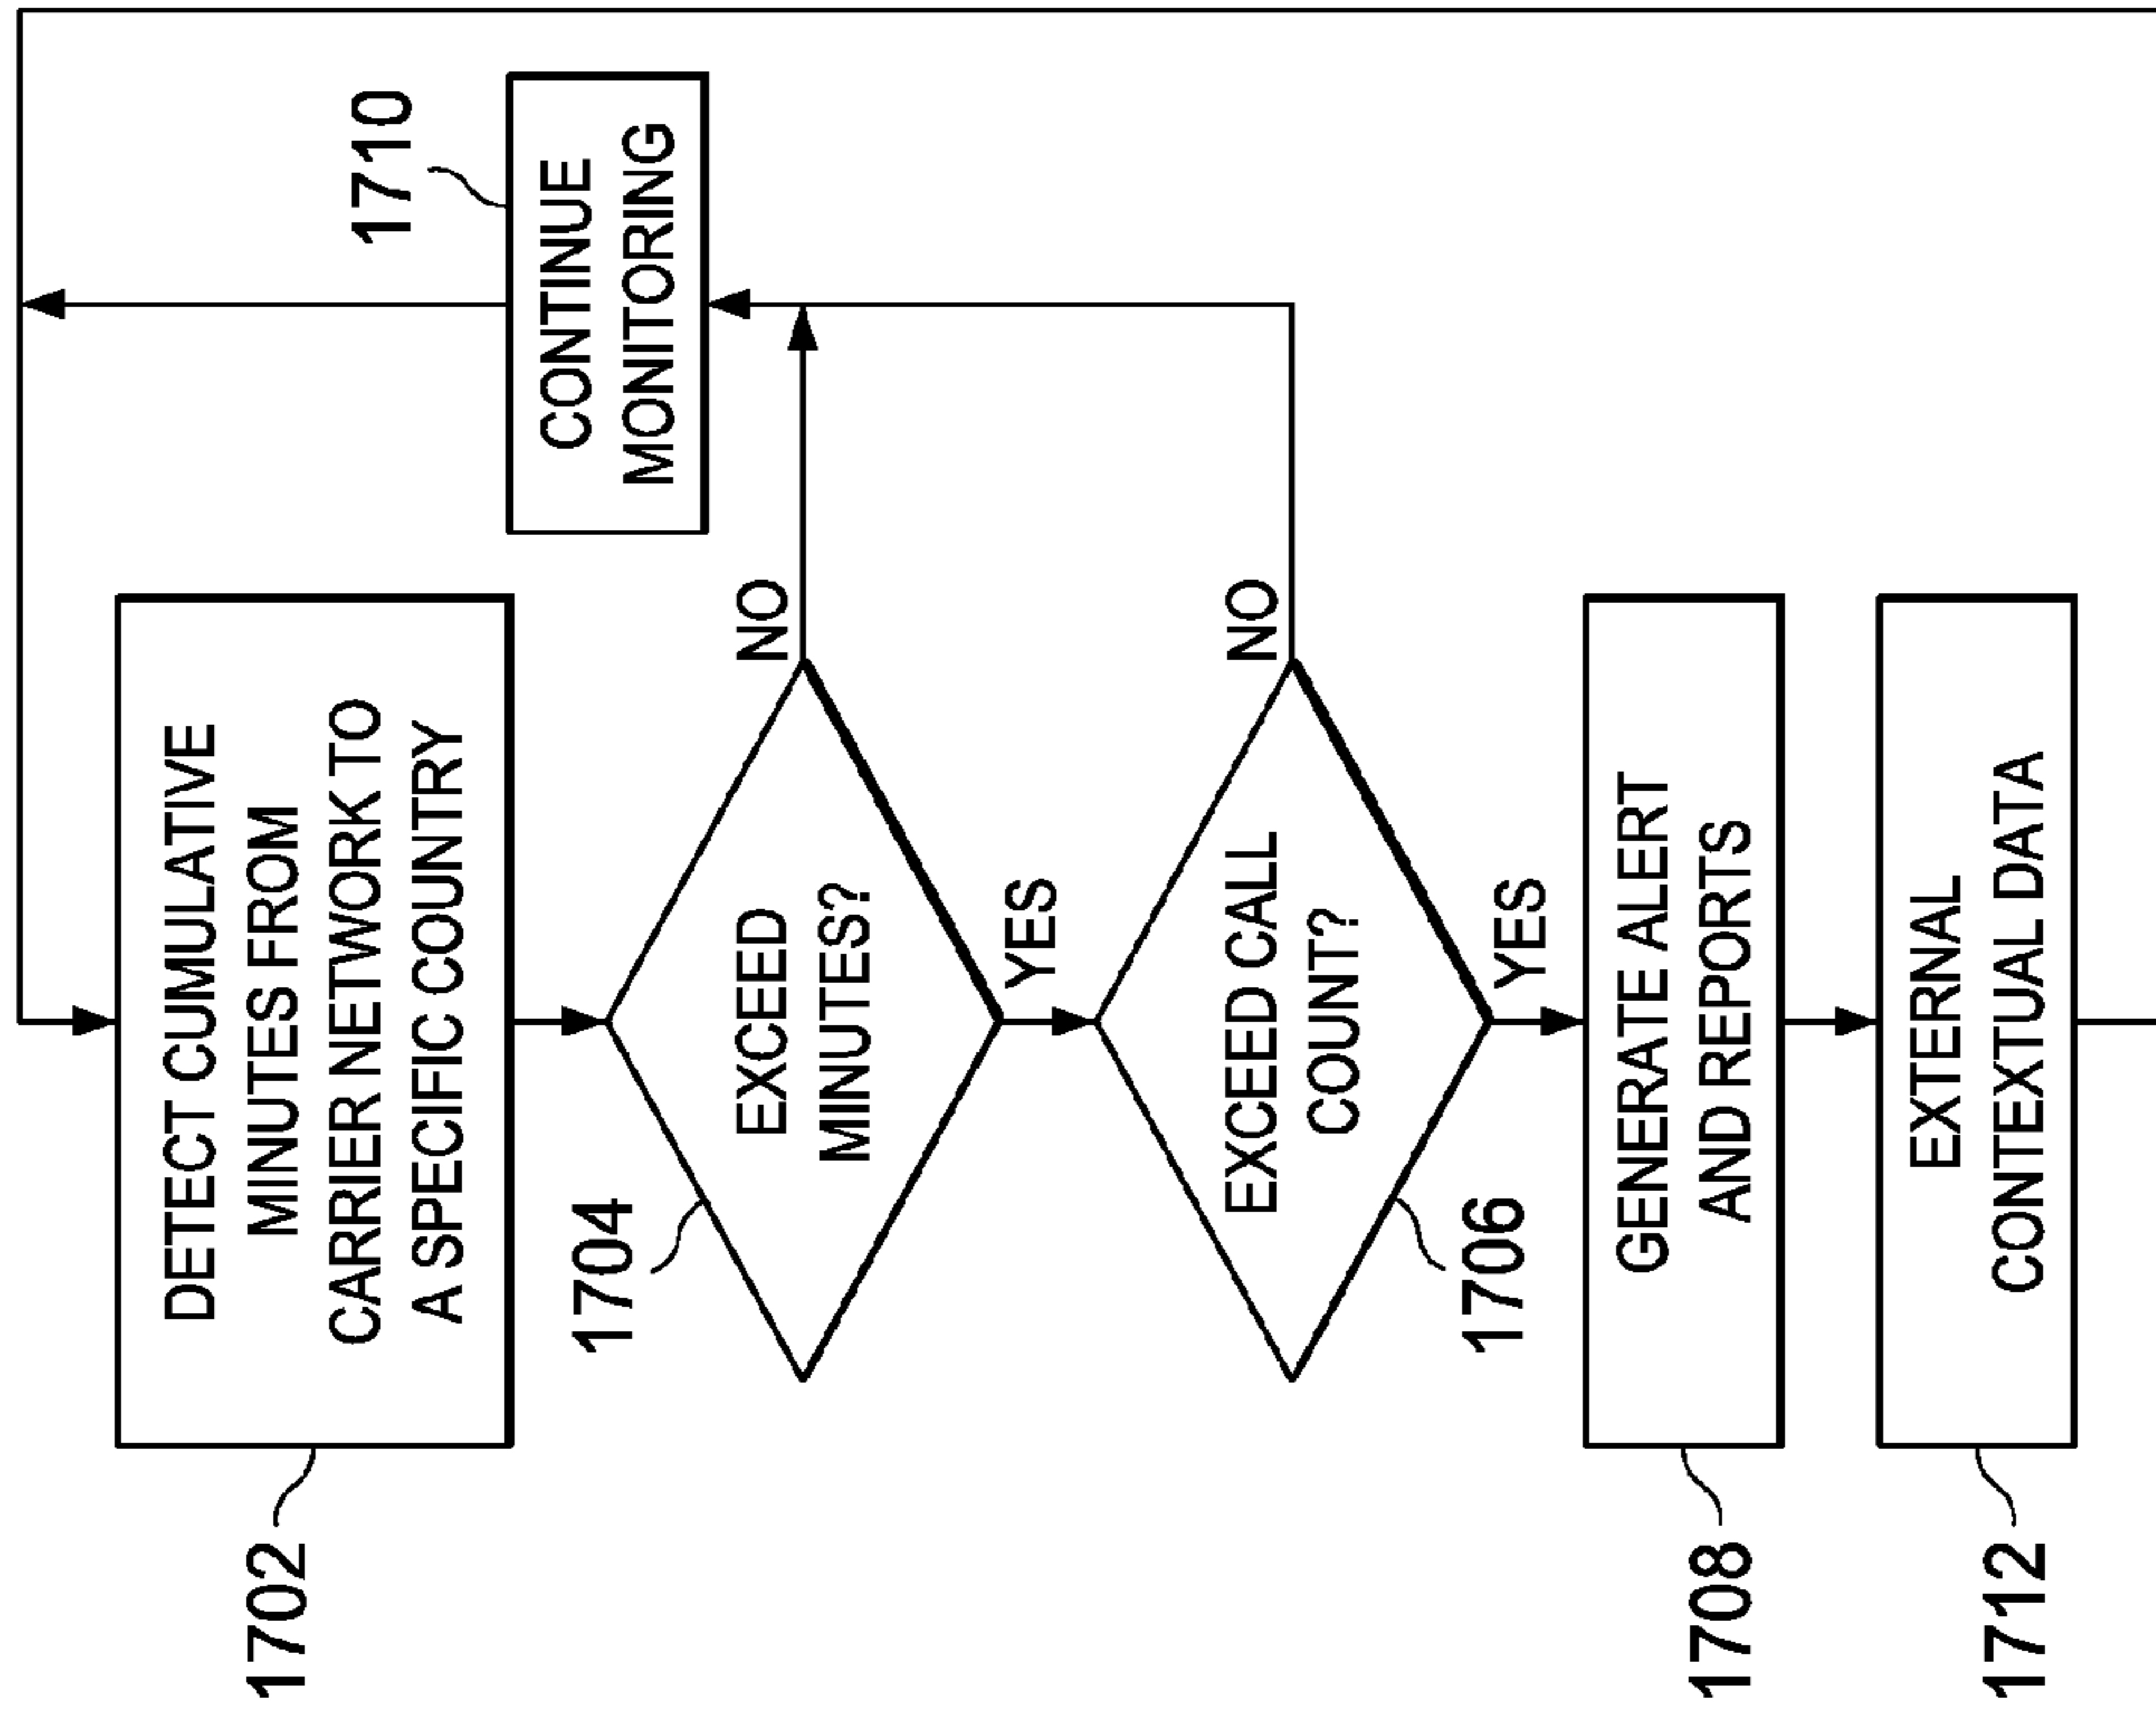 1702
DETECT CUMULATIVE
MINUTES FROM
CARRIER NETWORK TO
A SPECIFIC COUNTRY
1704
EXCEED
MINUTES?
NO
YES
1710
CONTINUE
MONITORING
1706
EXCEED CALL
COUNT?
NO
YES
1708
GENERATE ALERT
AND REPORTS
1712
EXTERNAL
CONTEXTUAL DATA